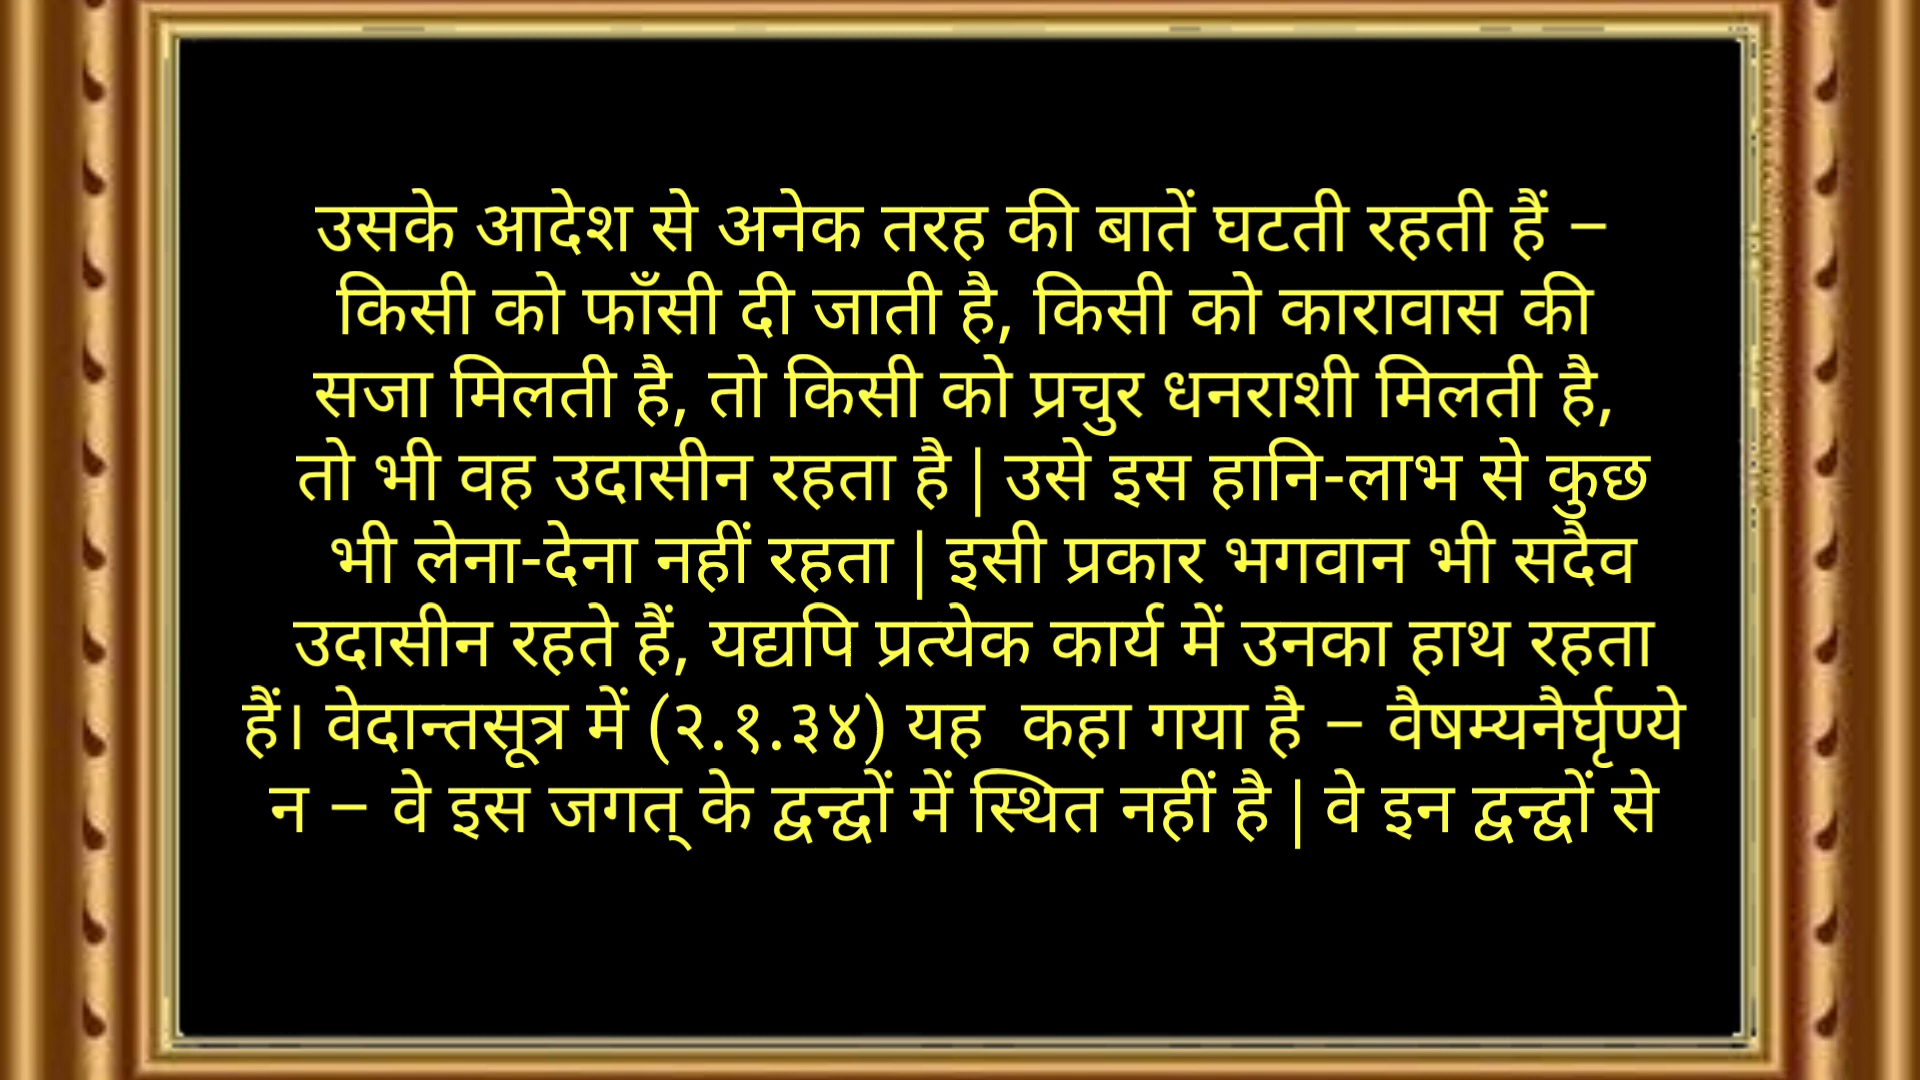 उसके आदेश से अनेक तरह की बातें घटती रहती हैं –
किसी को फाँसी दी जाती है, किसी को कारावास की
सजा मिलती है, तो किसी को प्रचुर धनराशी मिलती है,
तो भी वह उदासीन रहता है | उसे इस हानि-लाभ से कुछ
भी लेना-देना नहीं रहता | इसी प्रकार भगवान भी सदैव
उदासीन रहते हैं, यद्यपि प्रत्येक कार्य में उनका हाथ रहता
हैं। वेदान्तसूत्र में (२.१.३४) यह  कहा गया है – वैषम्यनैर्घृण्ये
न – वे इस जगत् के द्वन्द्वों में स्थित नहीं है | वे इन द्वन्द्वों से